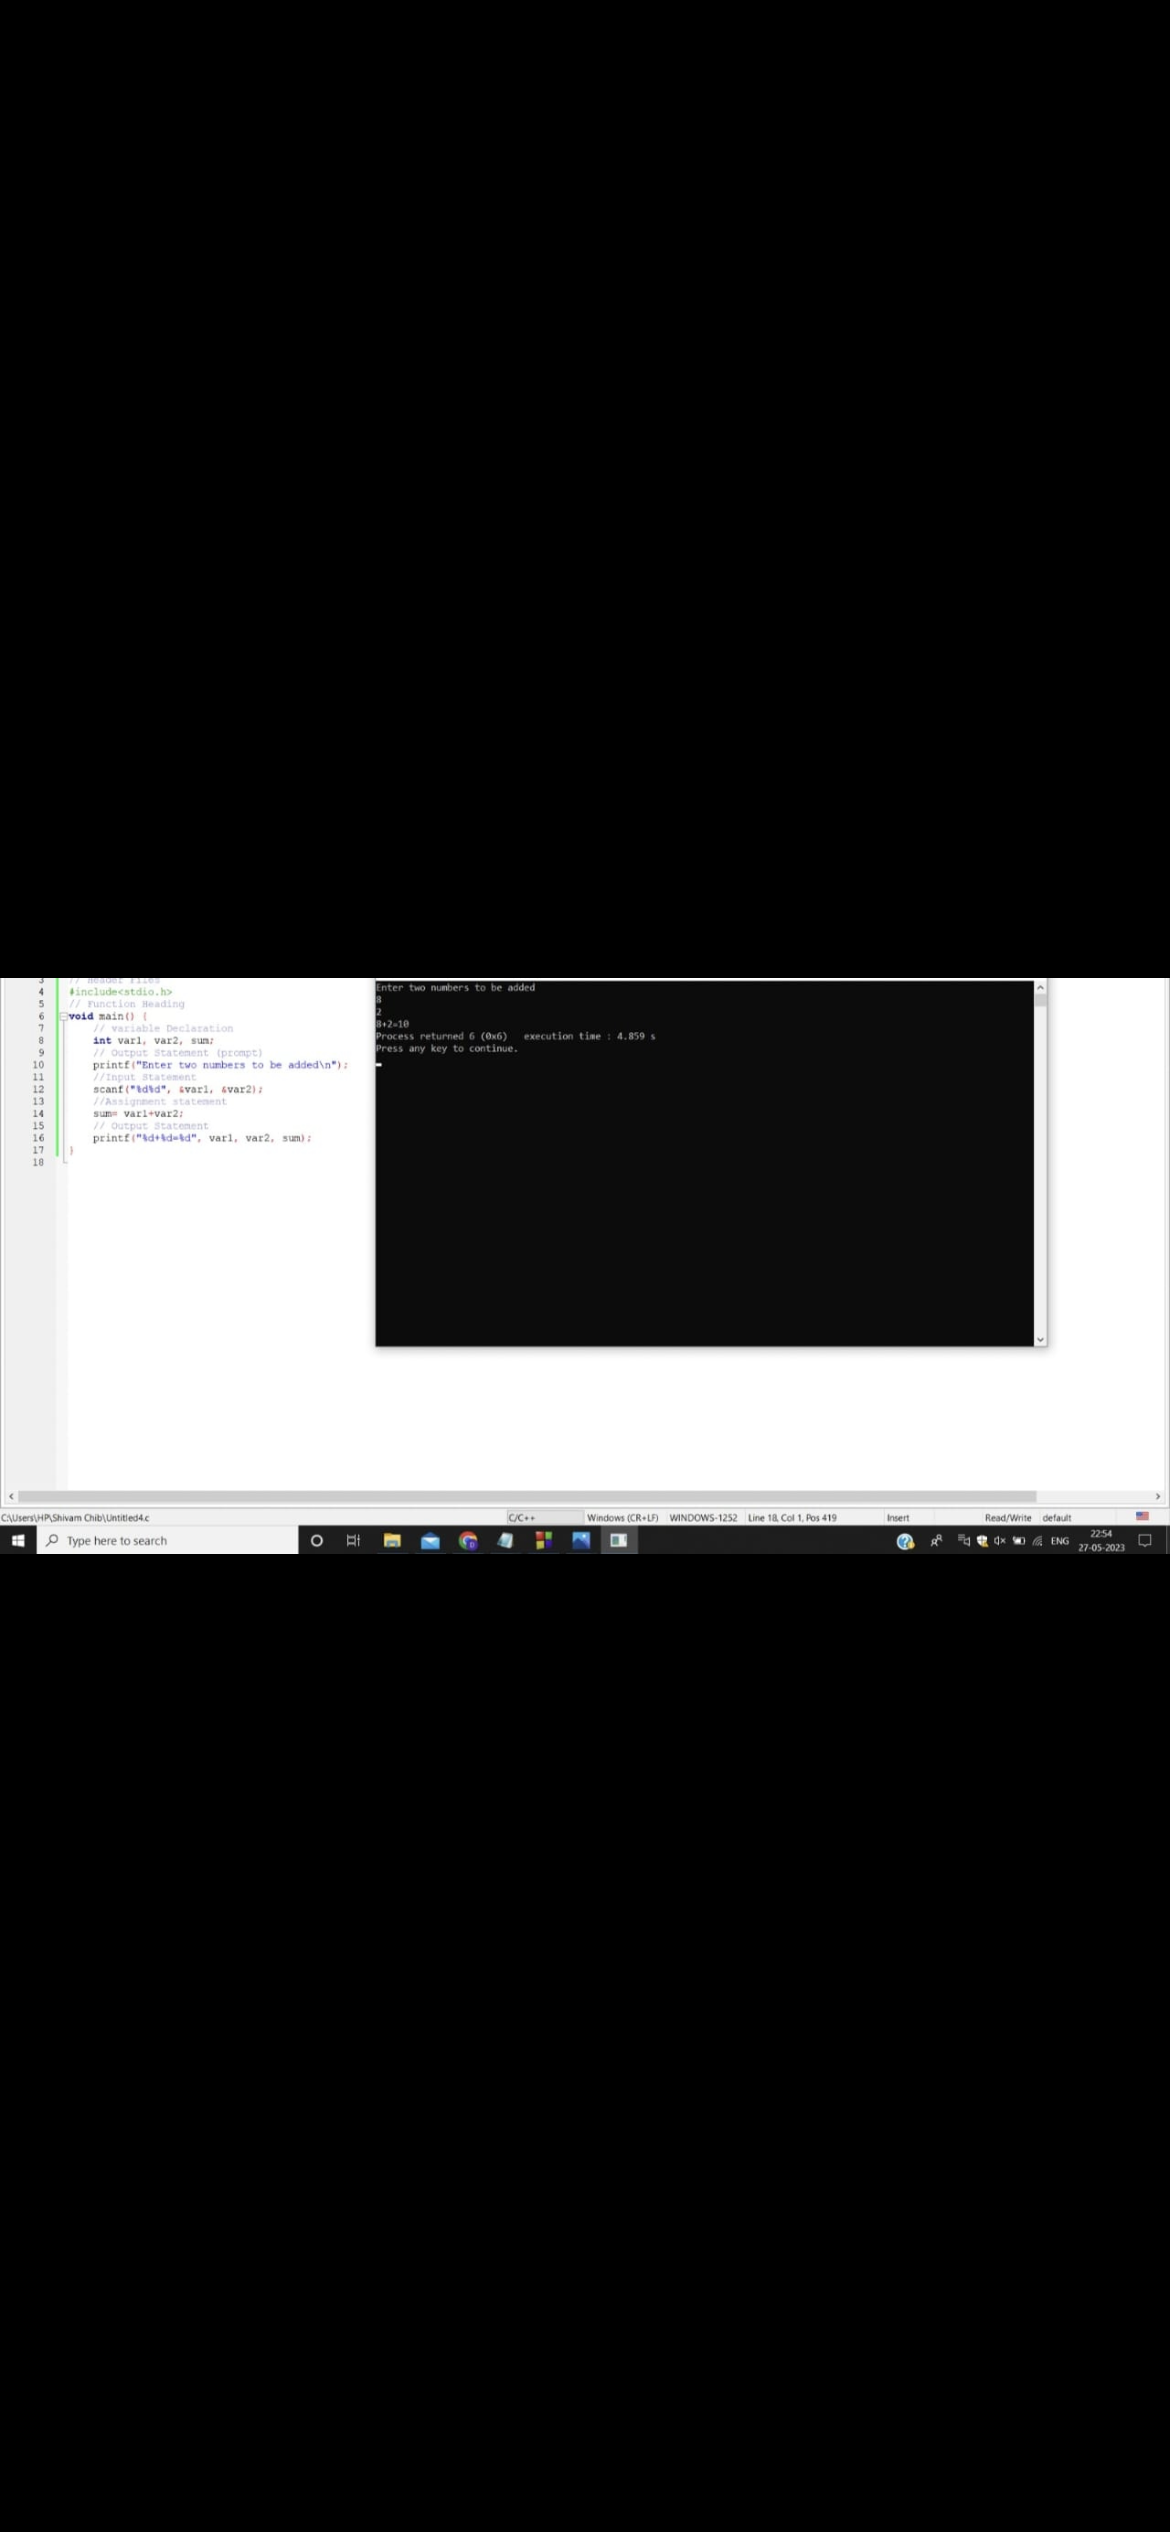 3 // Header Files
4 #include<stdio.h>
5 // Function Heading
6 void main() {
7 // variable Declaration
8 int var1, var2, sum;
9 // Output Statement (prompt)
10 printf("Enter two numbers to be added\n");
11 //Input Statement
12 scanf("%d%d", &var1, &var2);
13 //Assignment statement
14 sum= var1+var2;
15 // Output Statement
16 printf("%d+%d=%d", var1, var2, sum);
17 }
18
Enter two numbers to be added
8
2
8+2=10
Process returned 6 (0x6) execution time : 4.859 s
Press any key to continue.
C:\Users\HP\Shivam Chib\Untitled4.c C/C++ Windows (CR+LF) WINDOWS-1252 Line 18, Col 1, Pos 419 Insert Read/Write default
Type here to search ENG 22:54
27-05-2023